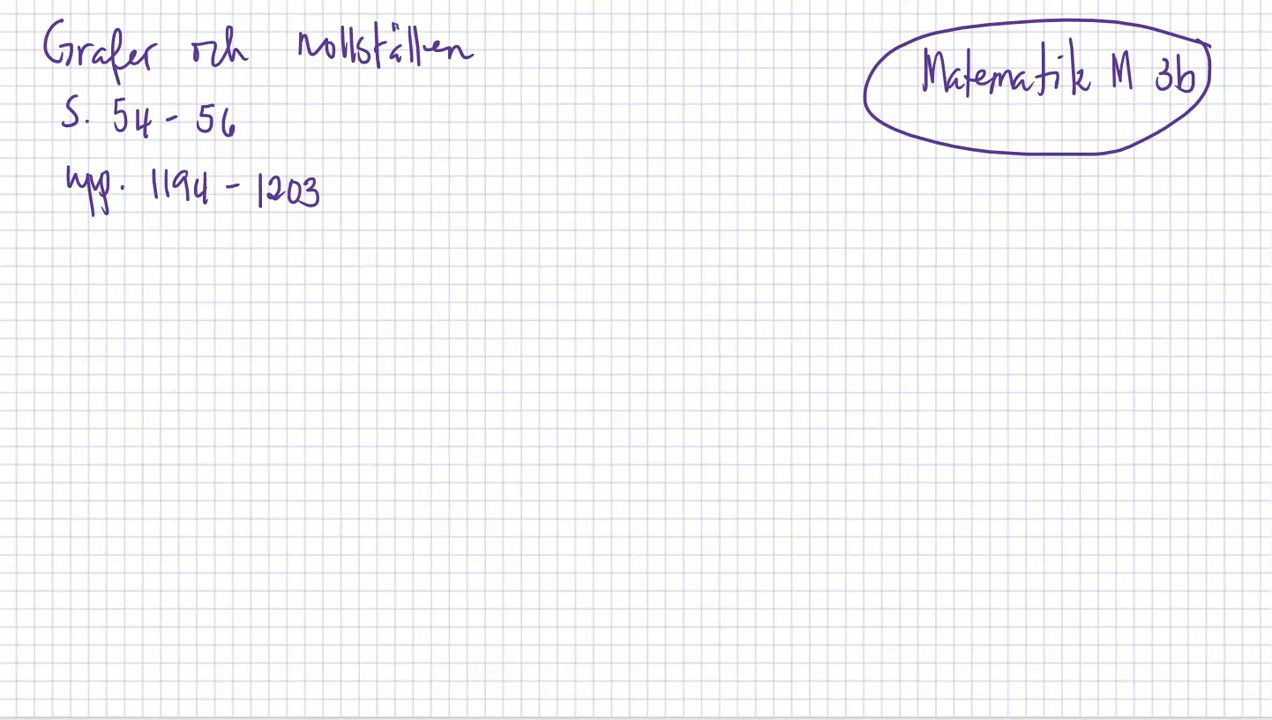 Grafer och nollställen
Matematik M 3b
S. 54 - 56
upp. 1194 - 1203